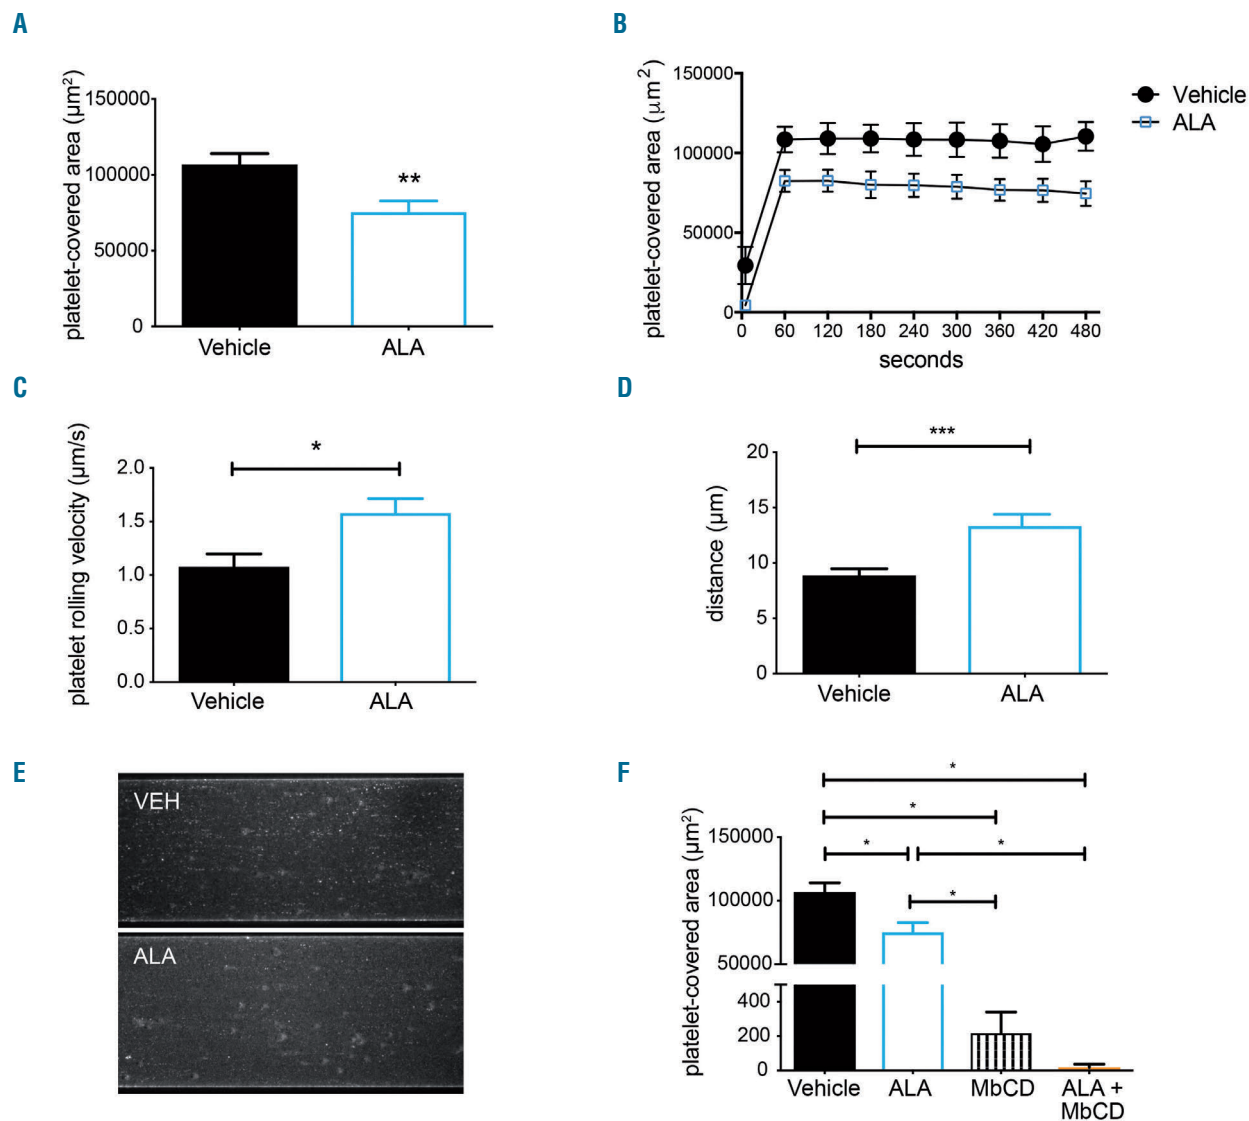 A
platelet-covered area (µm²)
150000
100000
50000
0
**
Vehicle
ALA
B
platelet-covered area (µm²)
150000
100000
50000
0
0
60
120
180
240
300
360
420
480
seconds
Vehicle
ALA
C
platelet rolling velocity (µm/s)
2.0
1.5
1.0
0.5
0.0
*
Vehicle
ALA
D
distance (µm)
20
15
10
5
0
***
Vehicle
ALA
E
VEH
ALA
F
platelet-covered area (µm²)
150000
100000
50000
400
200
0
*
*
*
*
*
Vehicle
ALA
MbCD
ALA +
MbCD